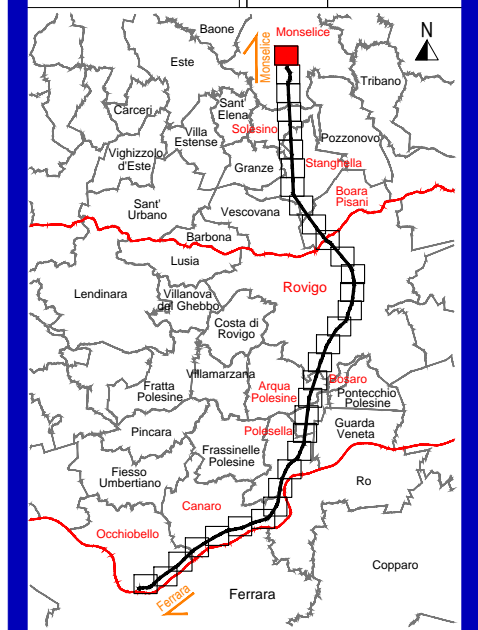 Baone
Monselice
N
Este
Monselice
Tribano
Sant'
Elena
Carceri
Solesino
Villa
Estense
Pozzonovo
Vighizzolo
d'Este
Granze
Stanghella
Boara
Pisani
Sant'
Urbano
Vescovana
Barbona
Lusia
Rovigo
Lendinara
Villanova
del Ghebbo
Costa di
Rovigo
Villamarzana
Bosaro
Fratta
Polesine
Arqua
Polesine
Pontecchio
Polesine
Pincara
Polesella
Guarda
Veneta
Frassinelle
Polesine
Fiesso
Umbertiano
Ro
Canaro
Occhiobello
Copparo
Ferrara
Ferrara